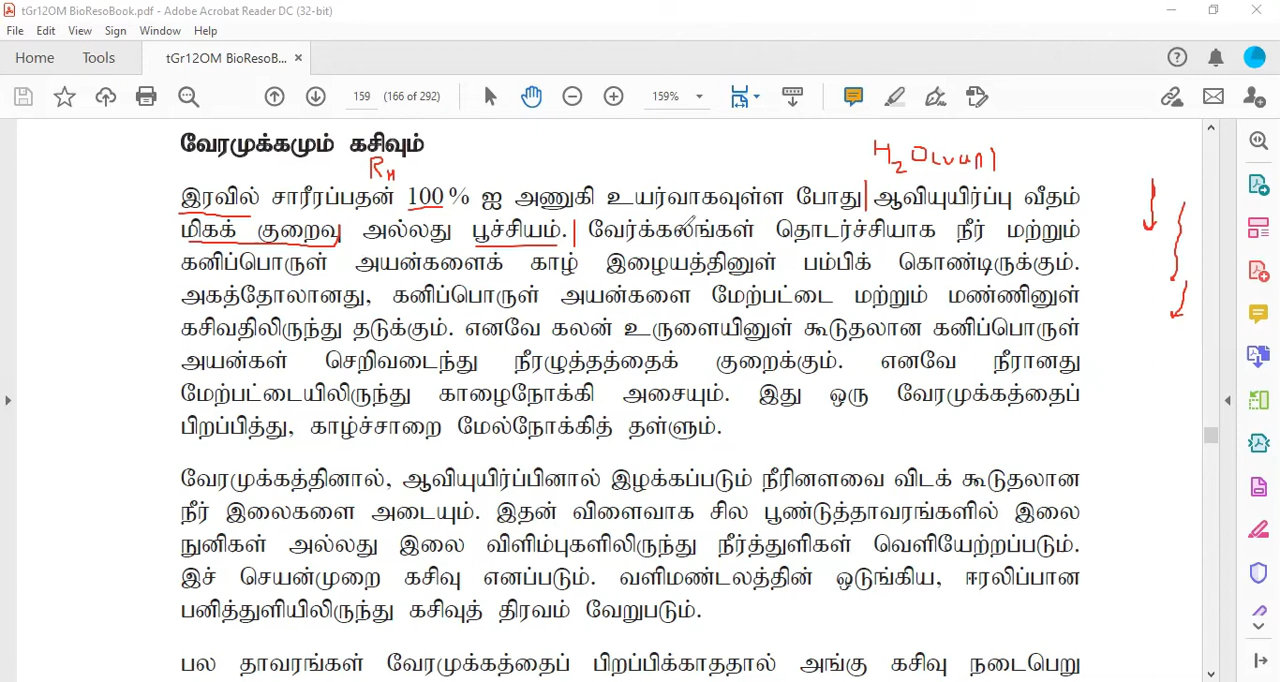 tGr12OM BioResoBook.pdf - Adobe Acrobat Reader DC (32-bit)
File Edit View Sign Window Help
Home Tools tGr12OM BioResoB... ×
159 (166 of 292) 159%
வேரமுக்கமும் கசிவும்
RH H2O(வளி)
இரவில் சாரீரப்பதன் 100 % ஐ அணுகி உயர்வாகவுள்ள போது ஆவியுயிர்ப்பு வீதம்
மிகக் குறைவு அல்லது பூச்சியம். வேர்க்கலங்கள் தொடர்ச்சியாக நீர் மற்றும்
கனிப்பொருள் அயன்களைக் காழ் இழையத்தினுள் பம்பிக் கொண்டிருக்கும்.
அகத்தோலானது, கனிப்பொருள் அயன்களை மேற்பட்டை மற்றும் மண்ணினுள்
கசிவதிலிருந்து தடுக்கும். எனவே கலன் உருளையினுள் கூடுதலான கனிப்பொருள்
அயன்கள் செறிவடைந்து நீரழுத்தத்தைக் குறைக்கும். எனவே நீரானது
மேற்பட்டையிலிருந்து காழைநோக்கி அசையும். இது ஒரு வேரமுக்கத்தைப்
பிறப்பித்து, காழ்ச்சாறை மேல்நோக்கித் தள்ளும்.
வேரமுக்கத்தினால், ஆவியுயிர்ப்பினால் இழக்கப்படும் நீரினளவை விடக் கூடுதலான
நீர் இலைகளை அடையும். இதன் விளைவாக சில பூண்டுத்தாவரங்களில் இலை
நுனிகள் அல்லது இலை விளிம்புகளிலிருந்து நீர்த்துளிகள் வெளியேற்றப்படும்.
இச் செயன்முறை கசிவு எனப்படும். வளிமண்டலத்தின் ஒடுங்கிய, ஈரலிப்பான
பனித்துளியிலிருந்து கசிவுத் திரவம் வேறுபடும்.
பல தாவரங்கள் வேரமுக்கத்தைப் பிறப்பிக்காததால் அங்கு கசிவு நடைபெறு